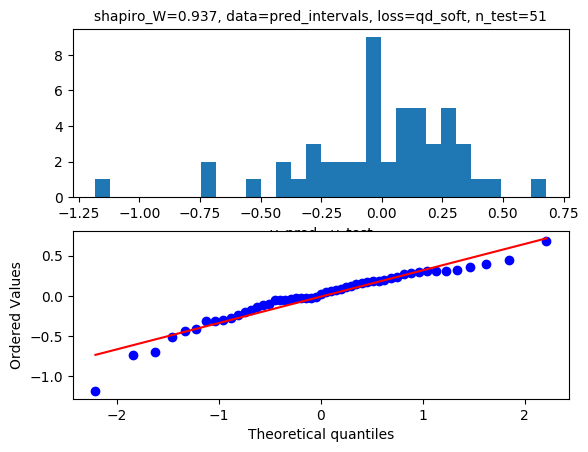 shapiro_W=0.937, data=pred_intervals, loss=qd_soft, n_test=51
8
6
4
2
0
−1.25 −1.00 −0.75 −0.50 −0.25 0.00 0.25 0.50 0.75
0.5
0.0
−0.5
−1.0
Ordered Values
−2 −1 0 1 2
Theoretical quantiles